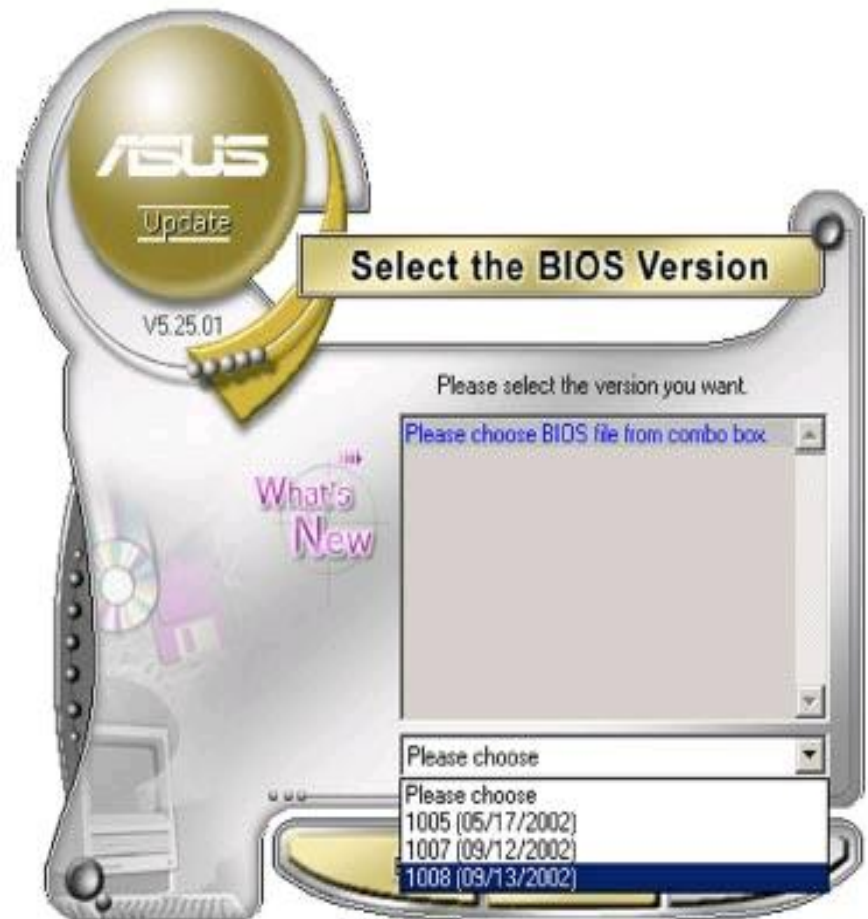 ASUS
Update
Select the BIOS Version
V5.25.01
Please select the version you want.
Please choose BIOS file from combo box.
What's
New
Please choose
Please choose
1005 (05/17/2002)
1007 (09/12/2002)
1008 (09/13/2002)